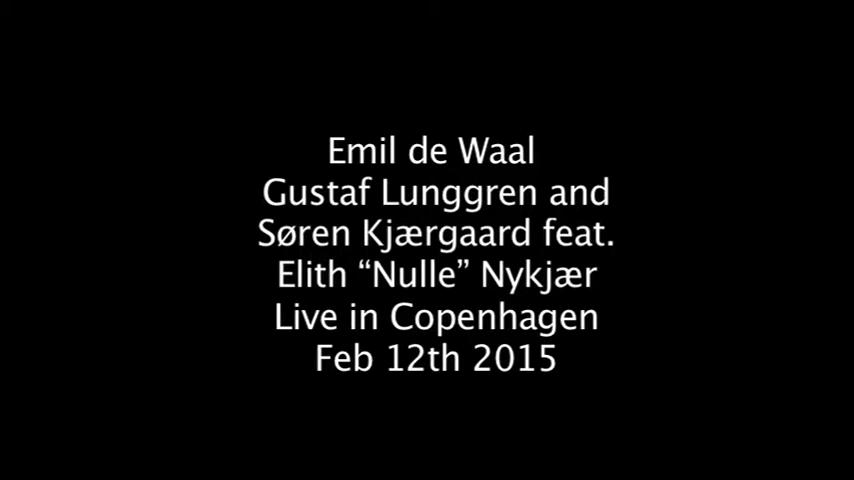 Emil de Waal
Gustaf Lunggren and
Søren Kjærgaard feat.
Elith “Nulle” Nykjær
Live in Copenhagen
Feb 12th 2015